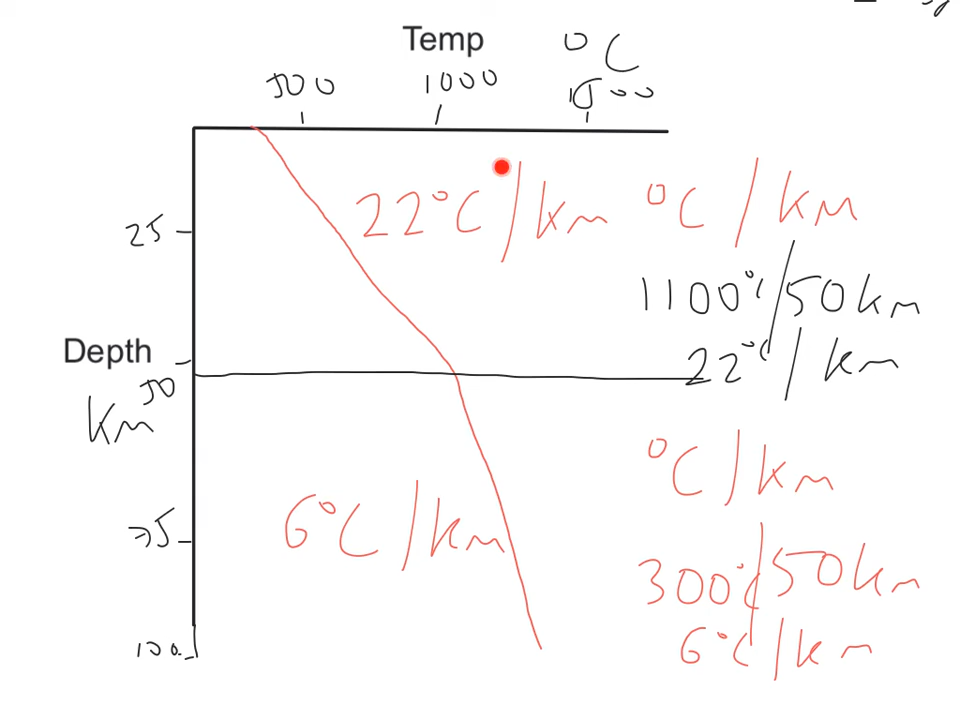 Temp °C
500 1000 1500
22°C/km °C/km
25
1100°C/50km
Depth
22°C/km
50
Km
°C/km
6°C/km
75
300°C/50km
6°C/km
100